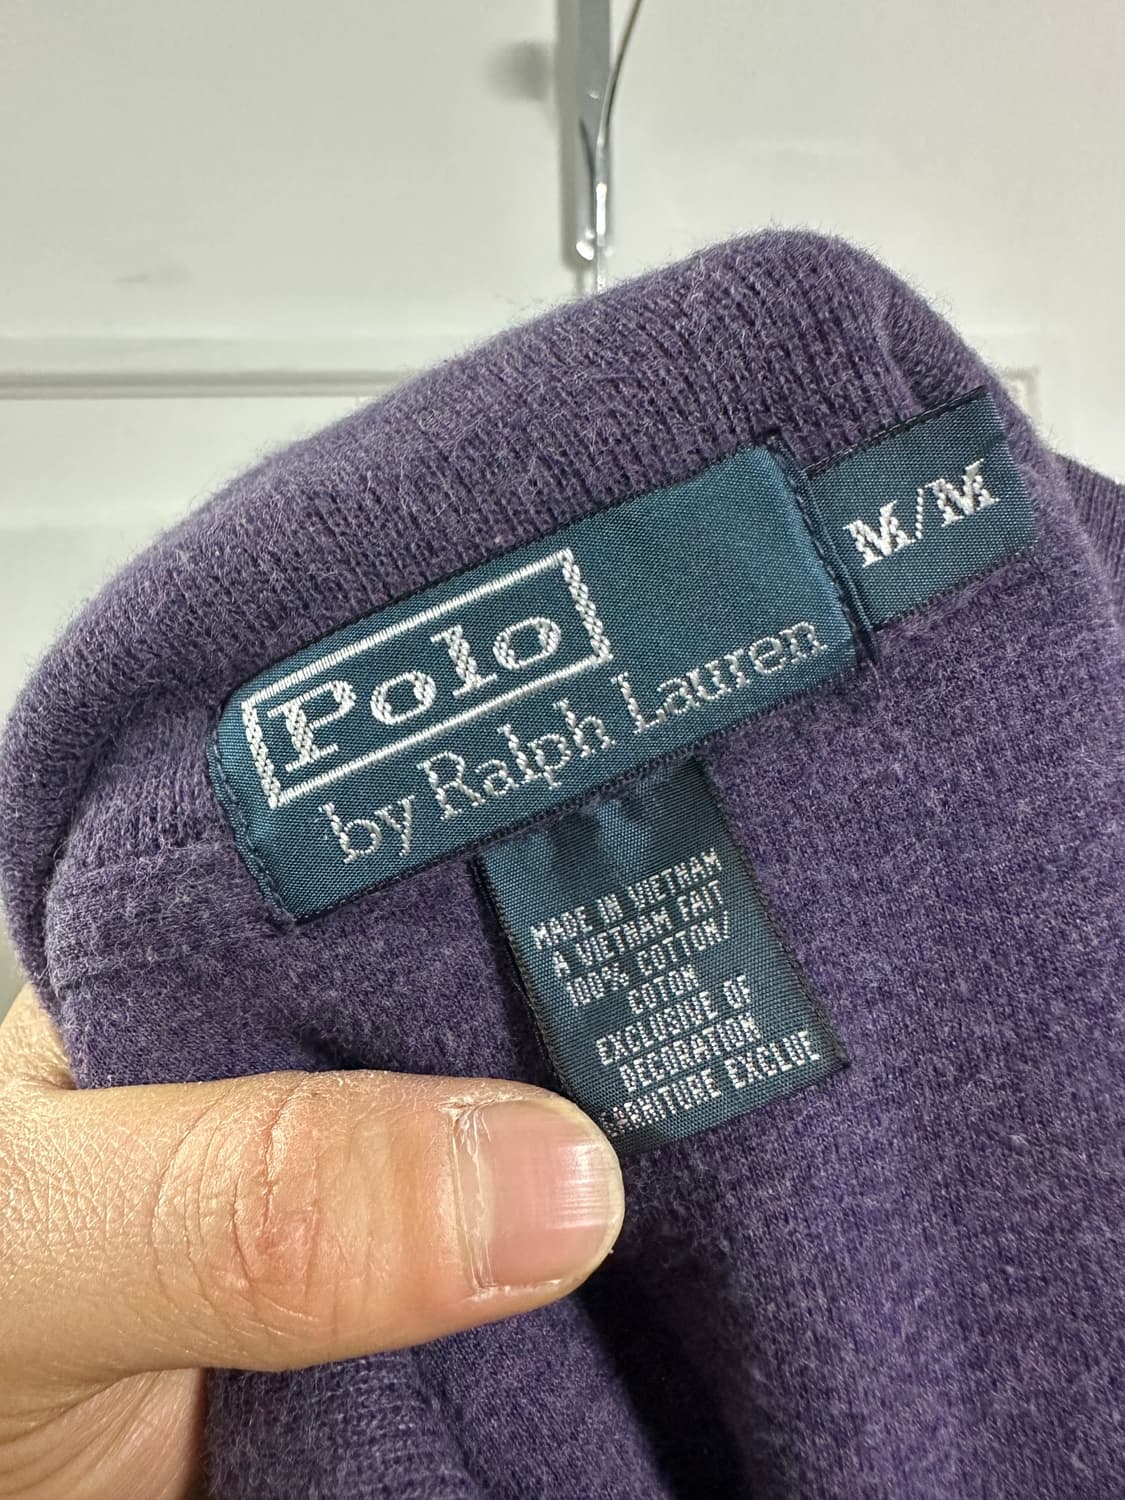 Polo
by Ralph Lauren
M/M
MADE IN VIETNAM
A VIETNAM FAIT
100% COTTON/
COTON
EXCLUSIVE OF
DECORATION
GARNITURE EXCLUE